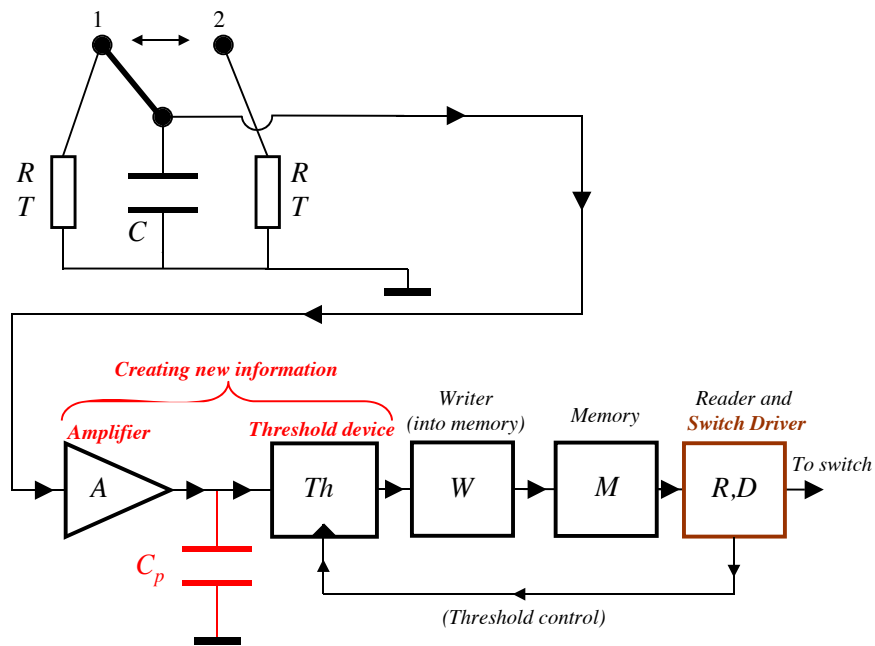 1
2
R
T
C
R
T
Creating new information
Amplifier
Threshold device
Writer
(into memory)
Memory
Reader and
Switch Driver
A
Th
W
M
R,D
To switch
Cp
(Threshold control)